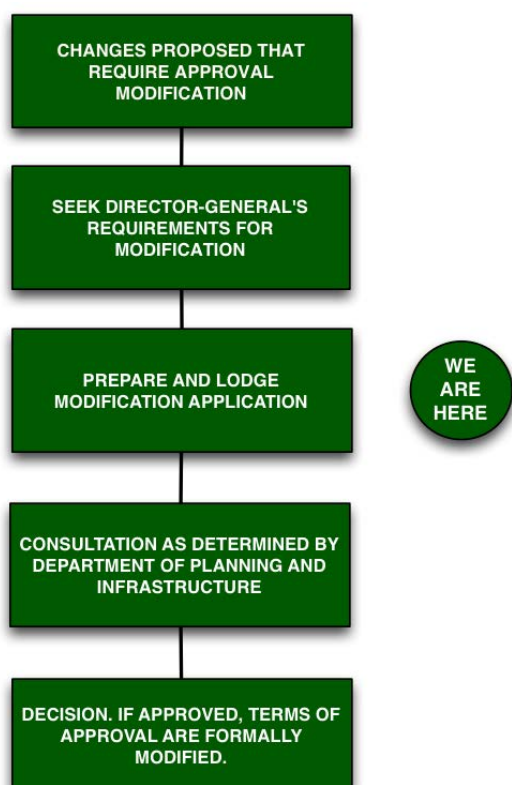 CHANGES PROPOSED THAT
REQUIRE APPROVAL
MODIFICATION
SEEK DIRECTOR-GENERAL'S
REQUIREMENTS FOR
MODIFICATION
PREPARE AND LODGE
MODIFICATION APPLICATION
WE
ARE
HERE
CONSULTATION AS DETERMINED BY
DEPARTMENT OF PLANNING AND
INFRASTRUCTURE
DECISION. IF APPROVED, TERMS OF
APPROVAL ARE FORMALLY
MODIFIED.